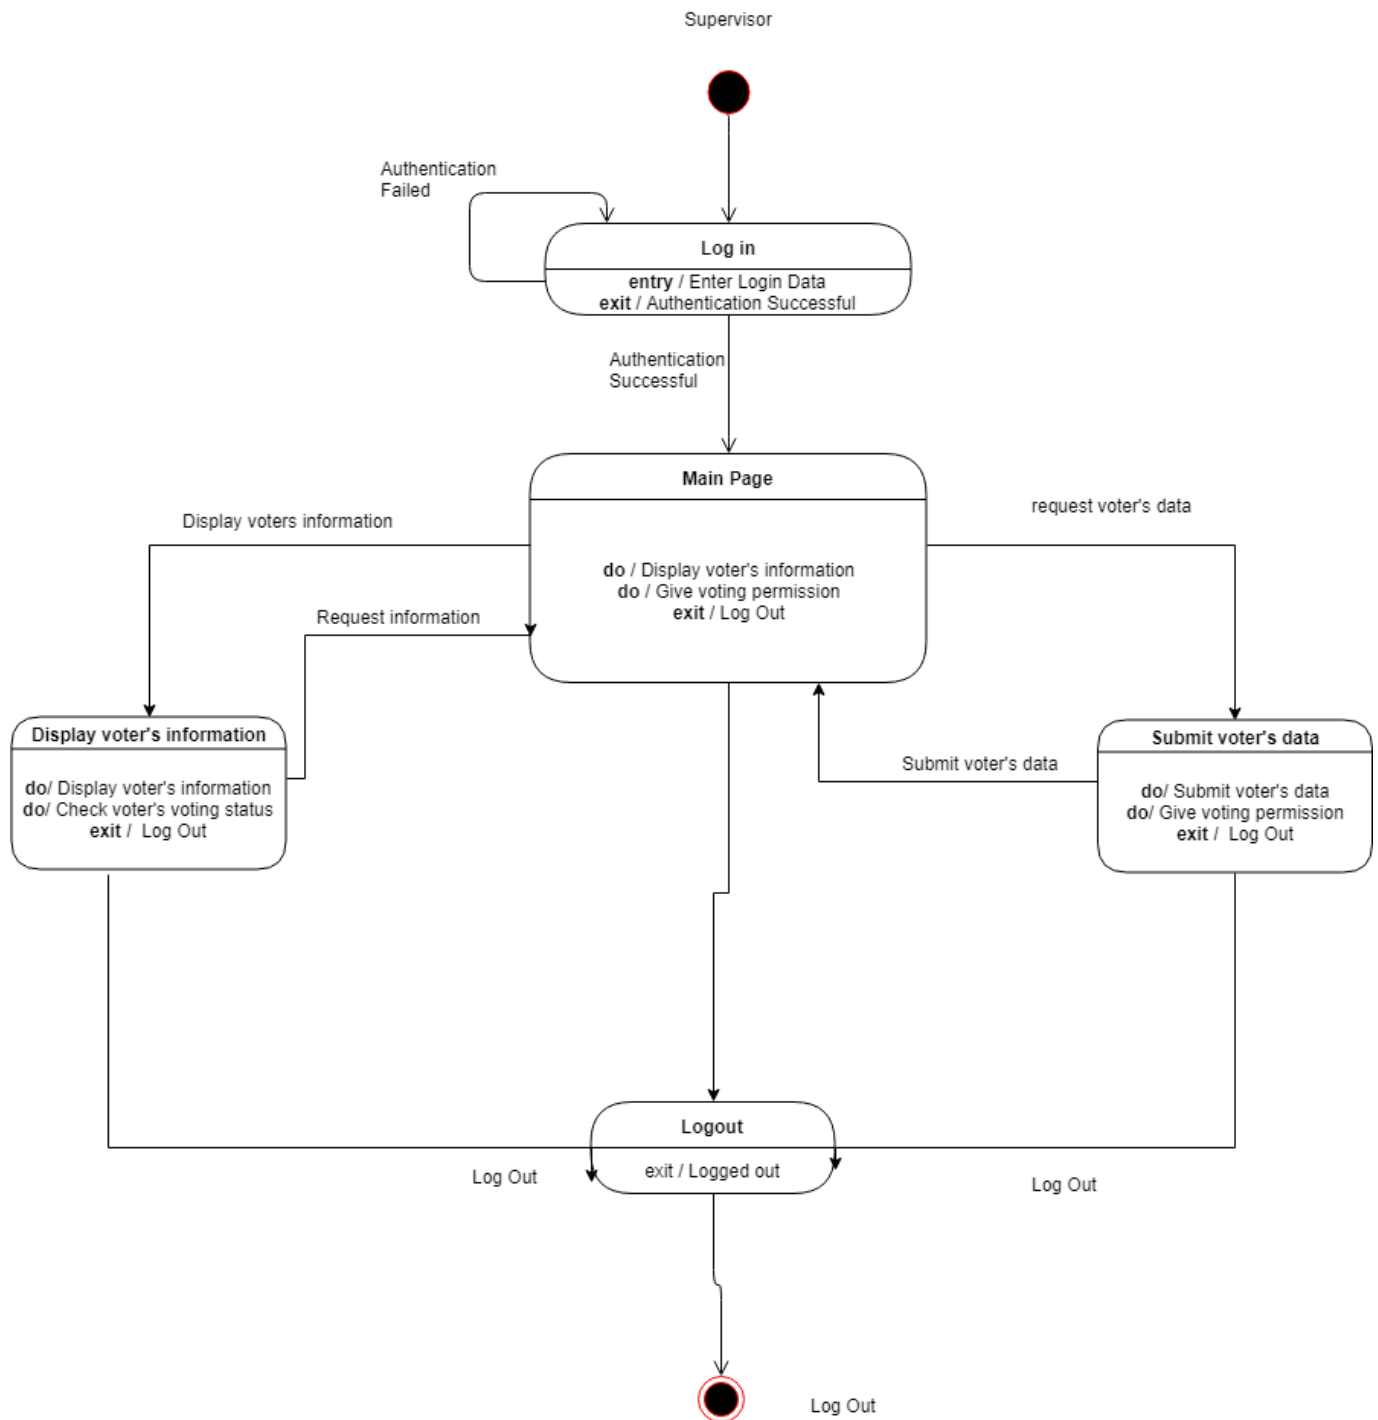 Supervisor
Authentication
Failed
Log in
entry / Enter Login Data
exit / Authentication Successful
Authentication
Successful
Main Page
do / Display voter's information
do / Give voting permission
exit / Log Out
Display voters information
request voter's data
Request information
Display voter's information
do/ Display voter's information
do/ Check voter's voting status
exit /  Log Out
Submit voter's data
Submit voter's data
do/ Submit voter's data
do/ Give voting permission
exit /  Log Out
Logout
exit / Logged out
Log Out
Log Out
Log Out